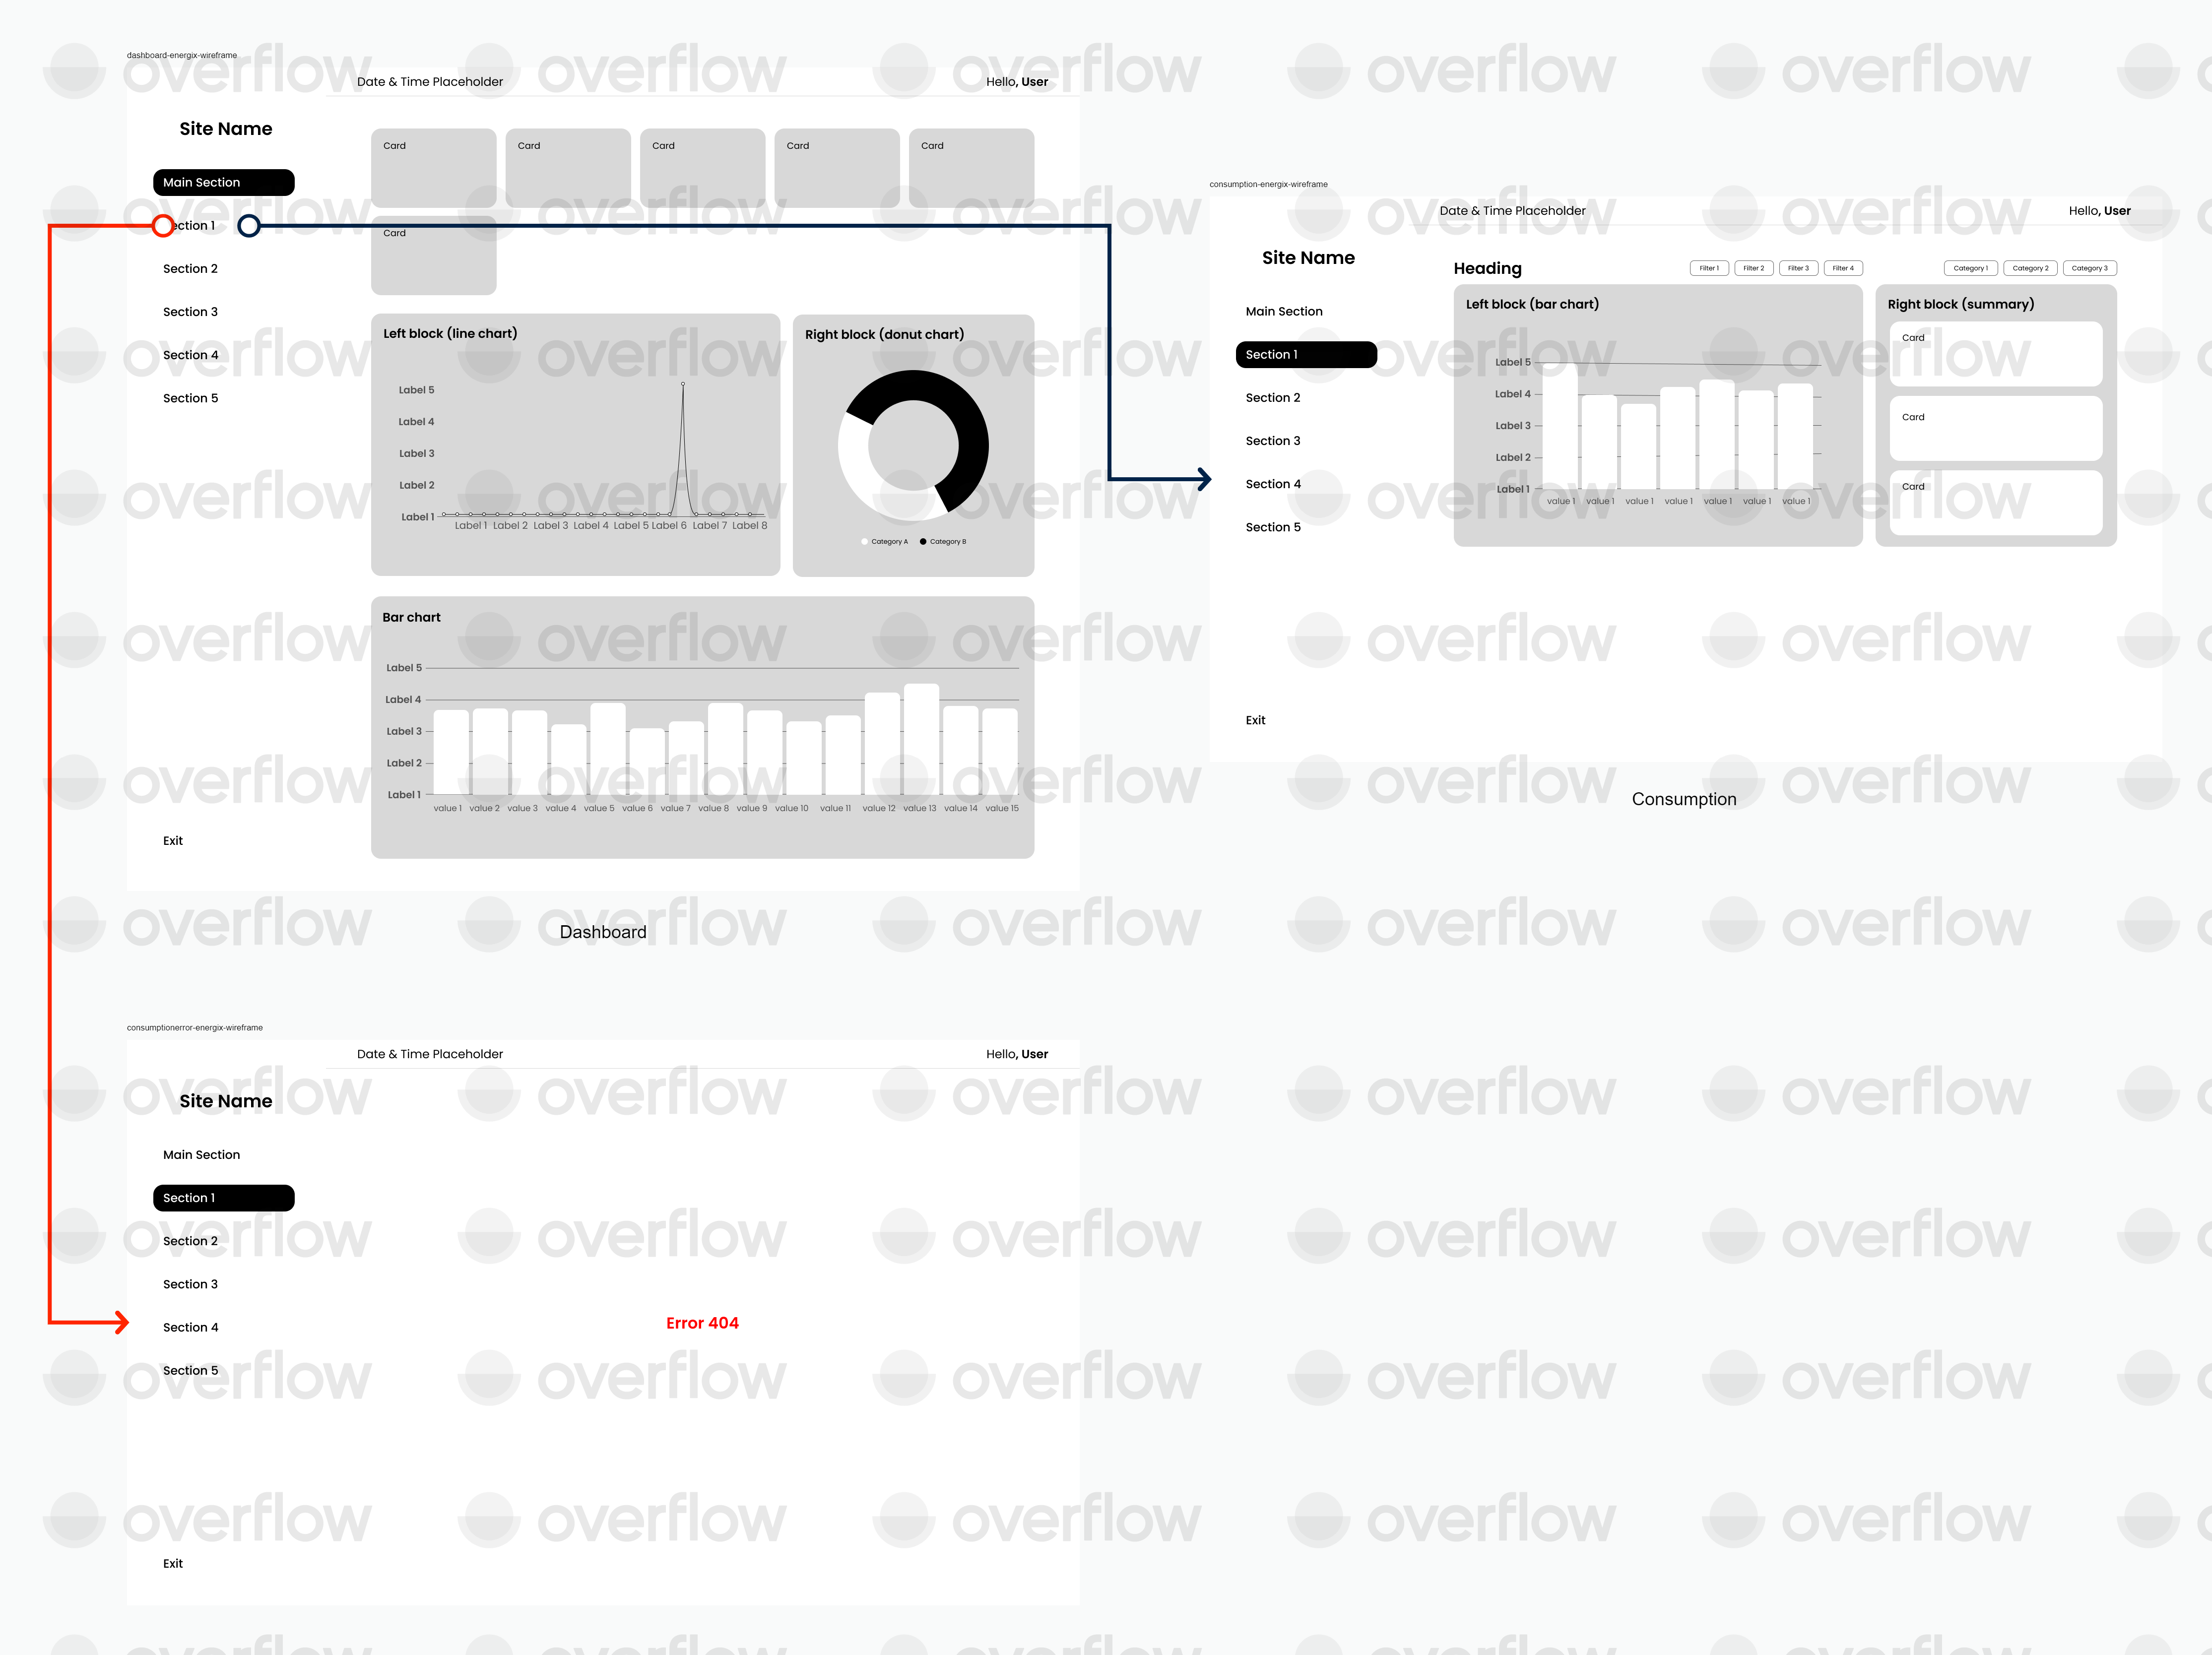 dashboard-energix-wireframe
Date & Time Placeholder
Hello, User
Site Name
Main Section
ection 1
Section 2
Section 3
Section 4
Section 5
Exit
Card
Card
Card
Card
Card
Card
Left block (line chart)
Label 5
Label 4
Label 3
Label 2
Label 1
Label 1 Label 2 Label 3 Label 4 Label 5 Label 6 Label 7 Label 8
Right block (donut chart)
Category A
Category B
Bar chart
Label 5
Label 4
Label 3
Label 2
Label 1
value 1 value 2 value 3 value 4 value 5 value 6 value 7 value 8 value 9 value 10 value 11 value 12 value 13 value 14 value 15
Dashboard
consumption-energix-wireframe
Date & Time Placeholder
Hello, User
Site Name
Main Section
Section 1
Section 2
Section 3
Section 4
Section 5
Exit
Heading
Filter 1
Filter 2
Filter 3
Filter 4
Category 1
Category 2
Category 3
Left block (bar chart)
Label 5
Label 4
Label 3
Label 2
Label 1
value 1 value 1 value 1 value 1 value 1 value 1 value 1
Right block (summary)
Card
Card
Card
Consumption
consumptionerror-energix-wireframe
Date & Time Placeholder
Hello, User
Site Name
Main Section
Section 1
Section 2
Section 3
Section 4
Section 5
Exit
Error 404
overflow